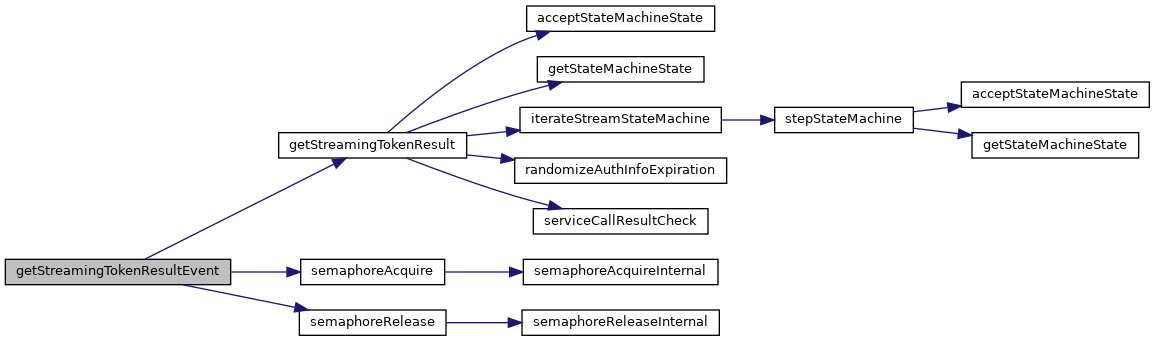 acceptStateMachineState
getStateMachineState
iterateStreamStateMachine
stepStateMachine
acceptStateMachineState
getStateMachineState
getStreamingTokenResult
randomizeAuthInfoExpiration
serviceCallResultCheck
getStreamingTokenResultEvent
semaphoreAcquire
semaphoreAcquireInternal
semaphoreRelease
semaphoreReleaseInternal